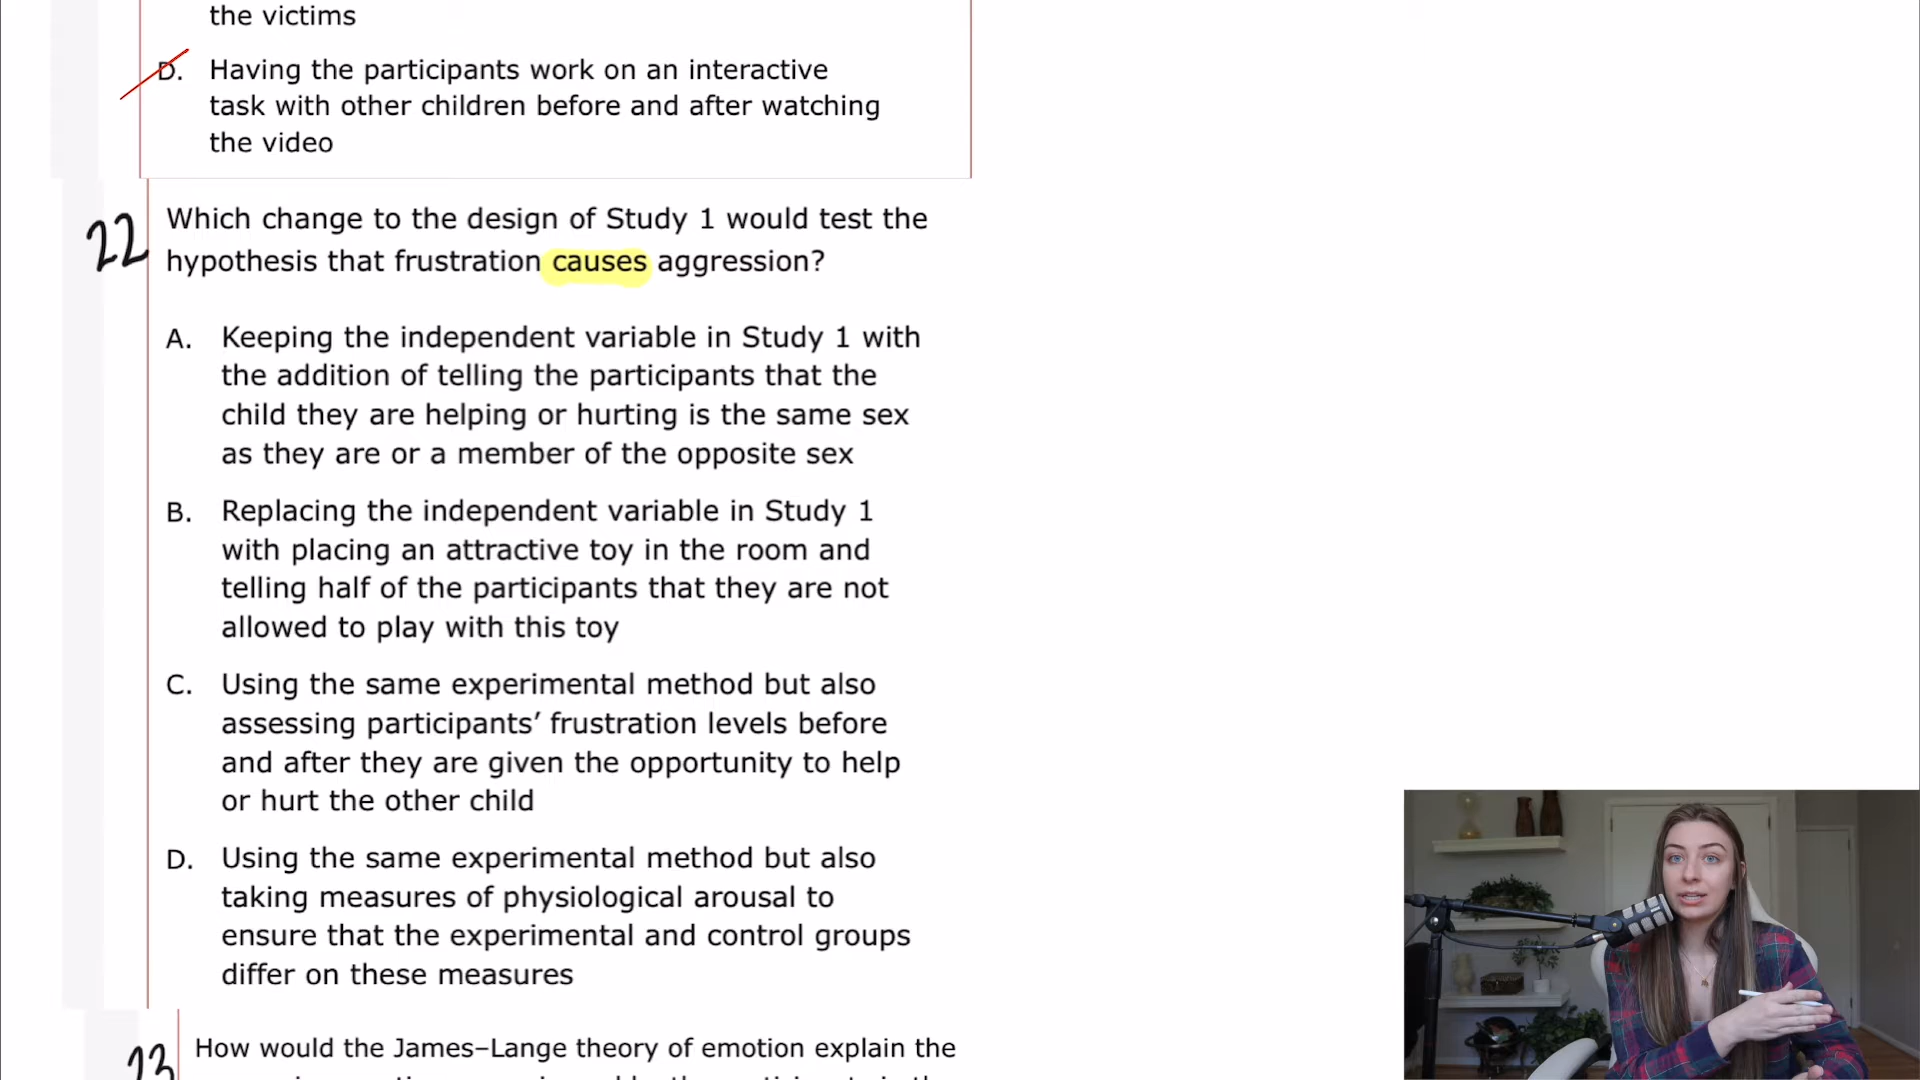 the victims
D. Having the participants work on an interactive
task with other children before and after watching
the video
22
Which change to the design of Study 1 would test the
hypothesis that frustration causes aggression?
A. Keeping the independent variable in Study 1 with
the addition of telling the participants that the
child they are helping or hurting is the same sex
as they are or a member of the opposite sex
B. Replacing the independent variable in Study 1
with placing an attractive toy in the room and
telling half of the participants that they are not
allowed to play with this toy
C. Using the same experimental method but also
assessing participants’ frustration levels before
and after they are given the opportunity to help
or hurt the other child
D. Using the same experimental method but also
taking measures of physiological arousal to
ensure that the experimental and control groups
differ on these measures
23
How would the James–Lange theory of emotion explain the